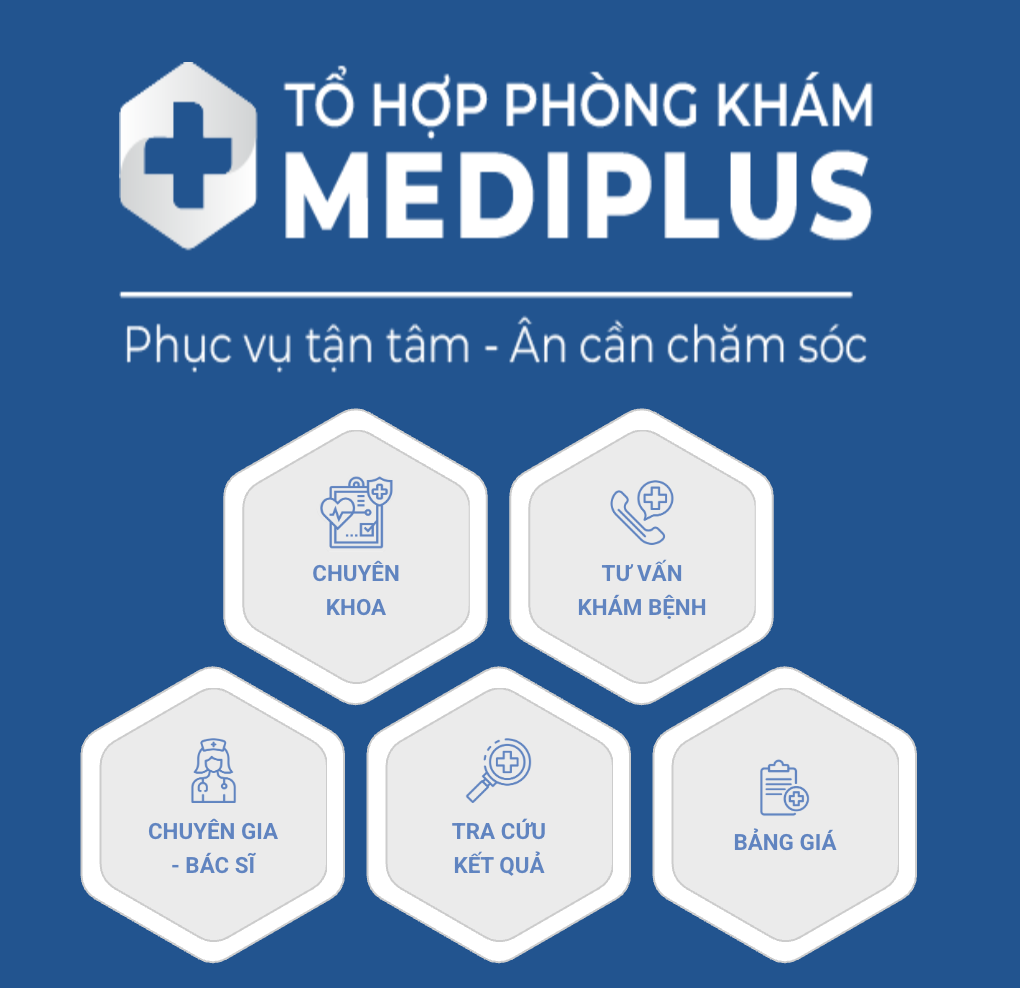 TỔ HỢP PHÒNG KHÁM
MEDIPLUS
Phục vụ tận tâm - Ân cần chăm sóc
CHUYÊN
KHOA
TƯ VẤN
KHÁM BỆNH
CHUYÊN GIA
- BÁC SĨ
TRA CỨU
KẾT QUẢ
BẢNG GIÁ